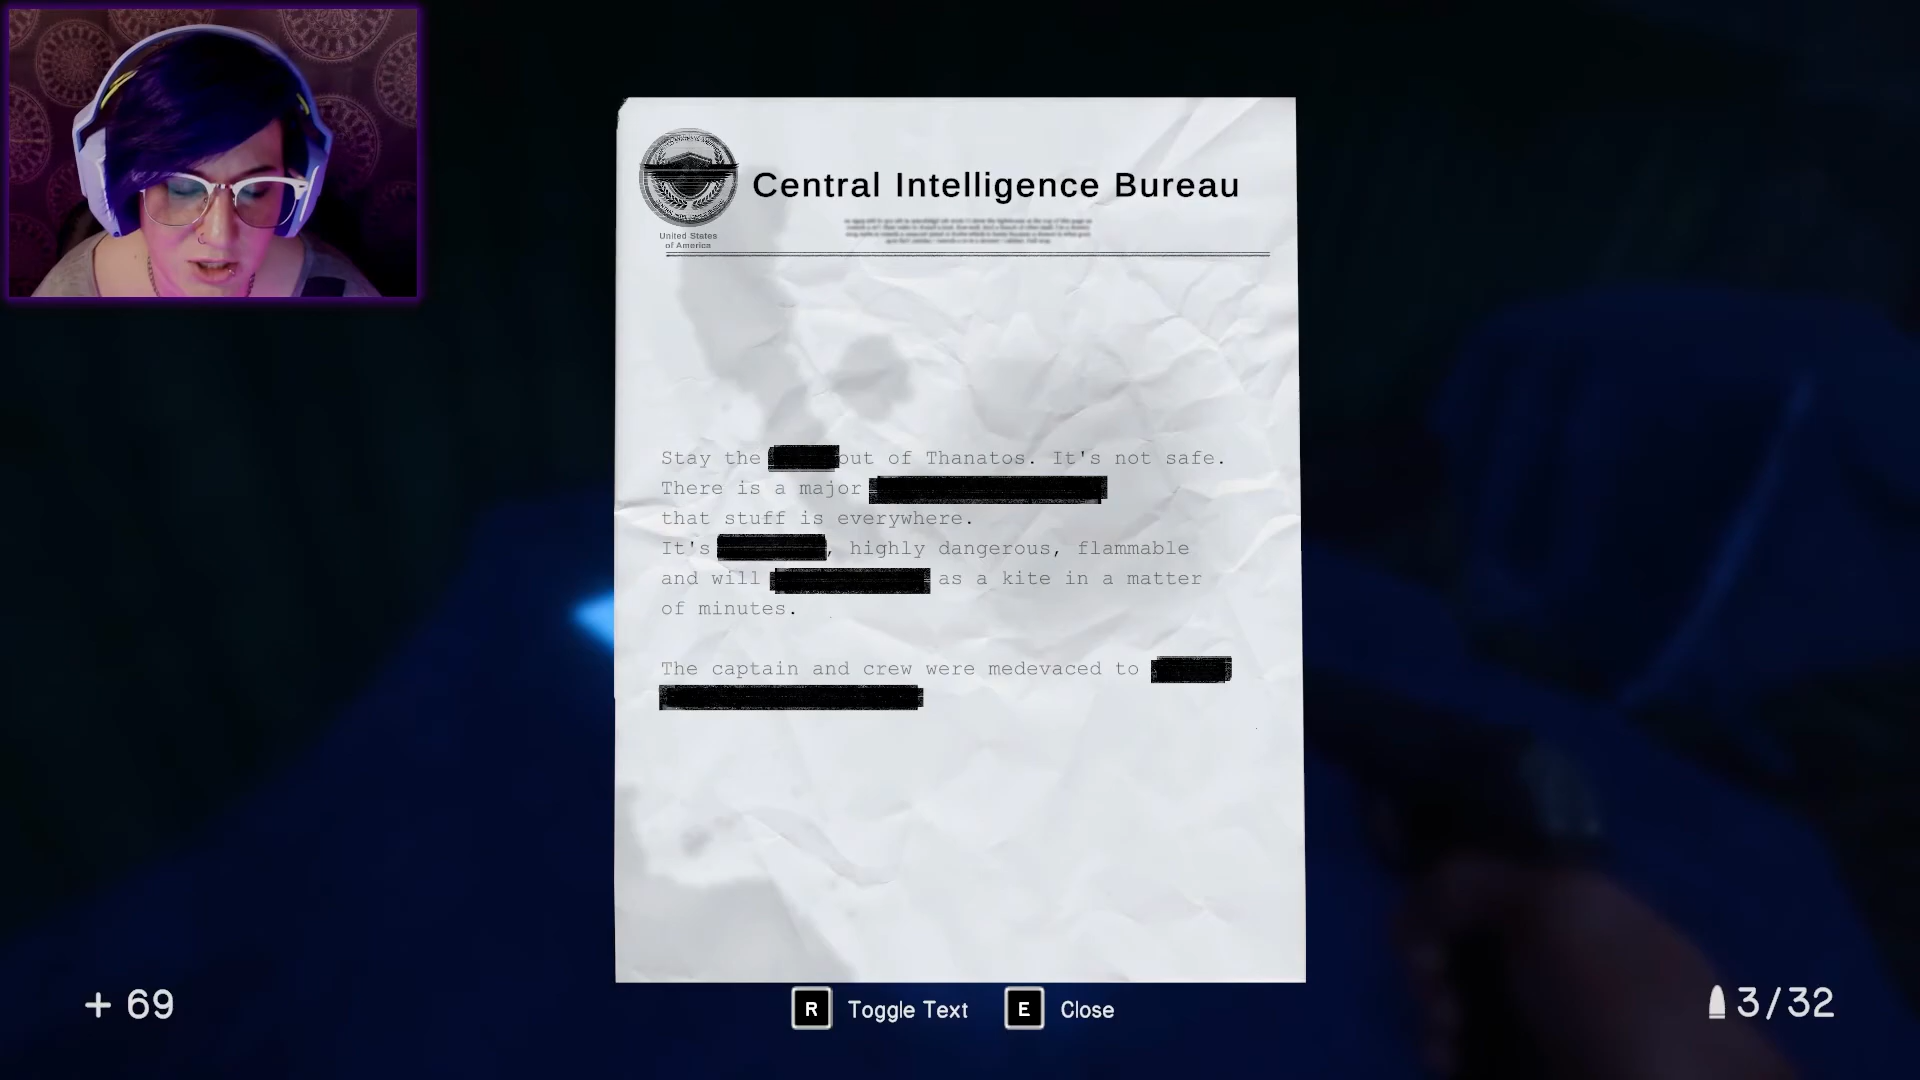 Central Intelligence Bureau
United States
of America
Stay the out of Thanatos. It's not safe.
There is a major
that stuff is everywhere.
It's , highly dangerous, flammable
and will as a kite in a matter
of minutes.
The captain and crew were medevaced to
+ 69
R Toggle Text E Close
3/32